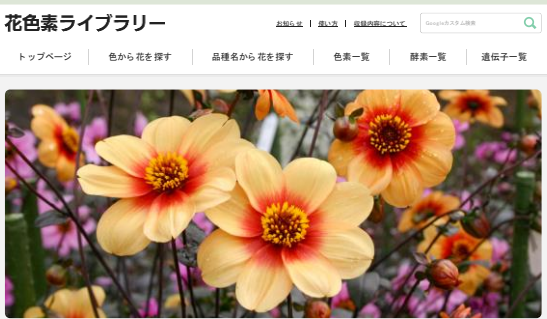 花色素ライブラリー
お知らせ 使い方 収録内容について Googleカスタム検索
トップページ 色から花を探す 品種名から花を探す 色素一覧 酵素一覧 遺伝子一覧